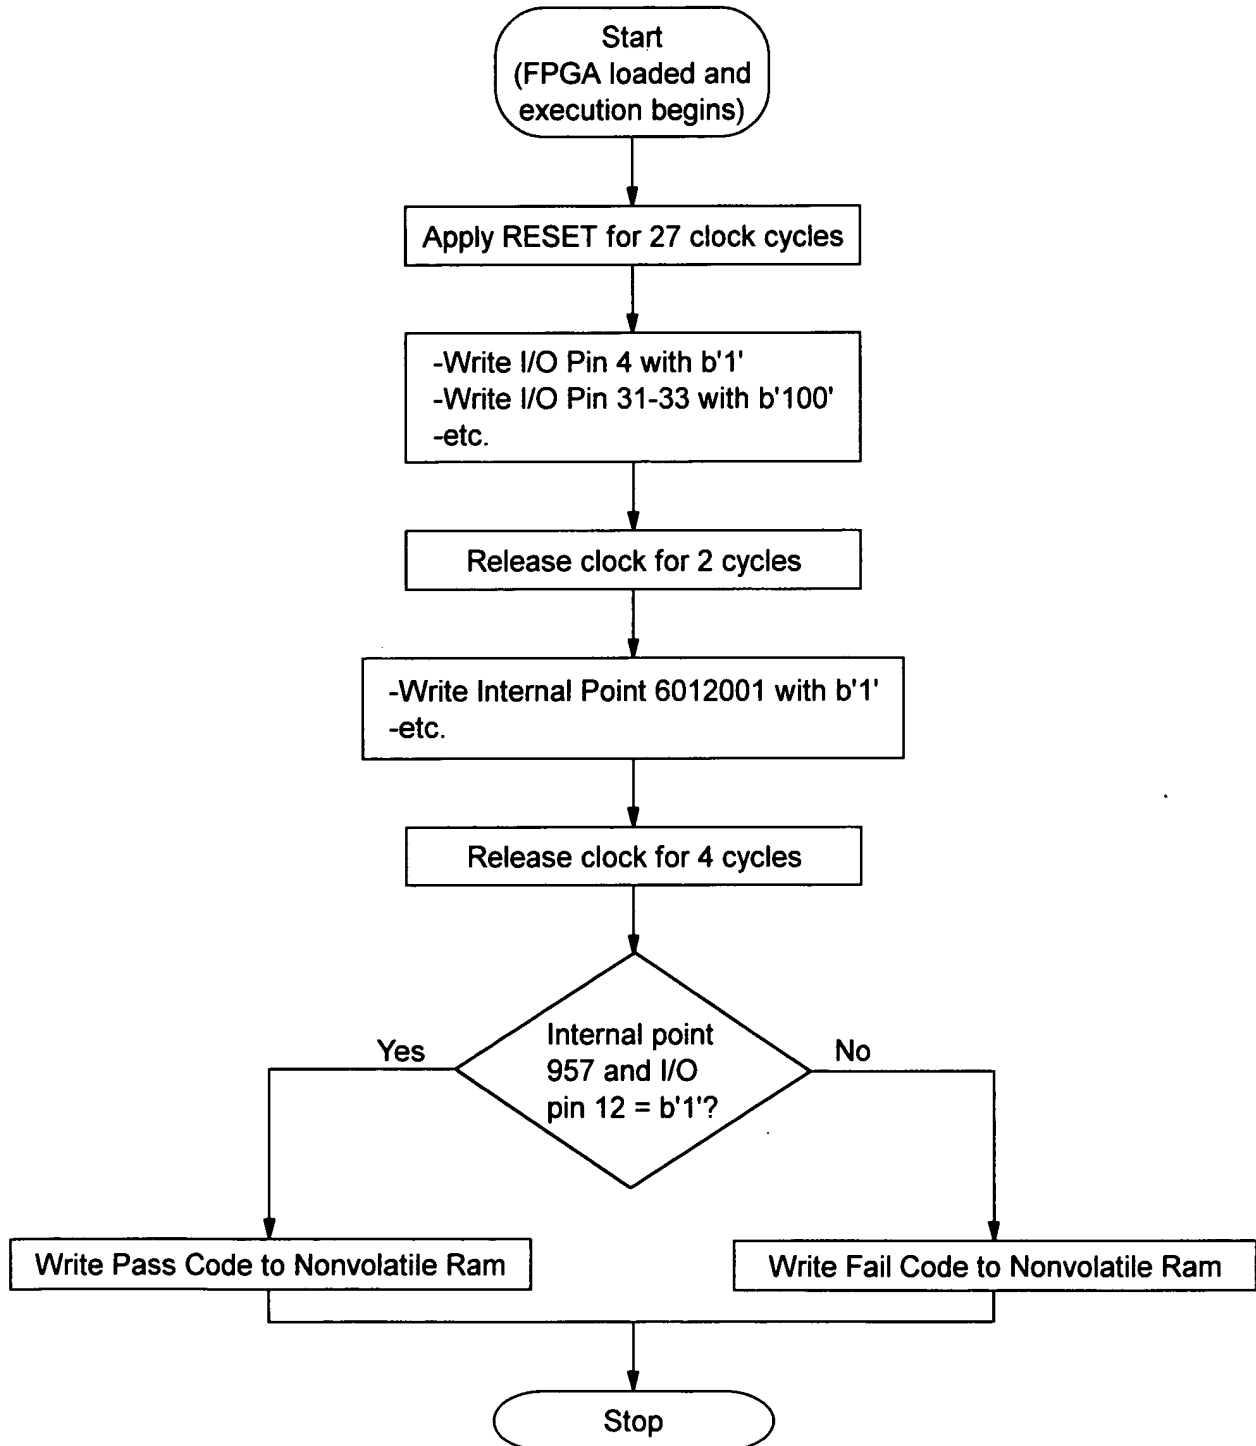 Start
(FPGA loaded and
execution begins)
Apply RESET for 27 clock cycles
-Write I/O Pin 4 with b'1'
-Write I/O Pin 31-33 with b'100'
-etc.
Release clock for 2 cycles
-Write Internal Point 6012001 with b'1'
-etc.
Release clock for 4 cycles
Internal point
957 and I/O
pin 12 = b'1'?
Yes
No
Write Pass Code to Nonvolatile Ram
Write Fail Code to Nonvolatile Ram
Stop